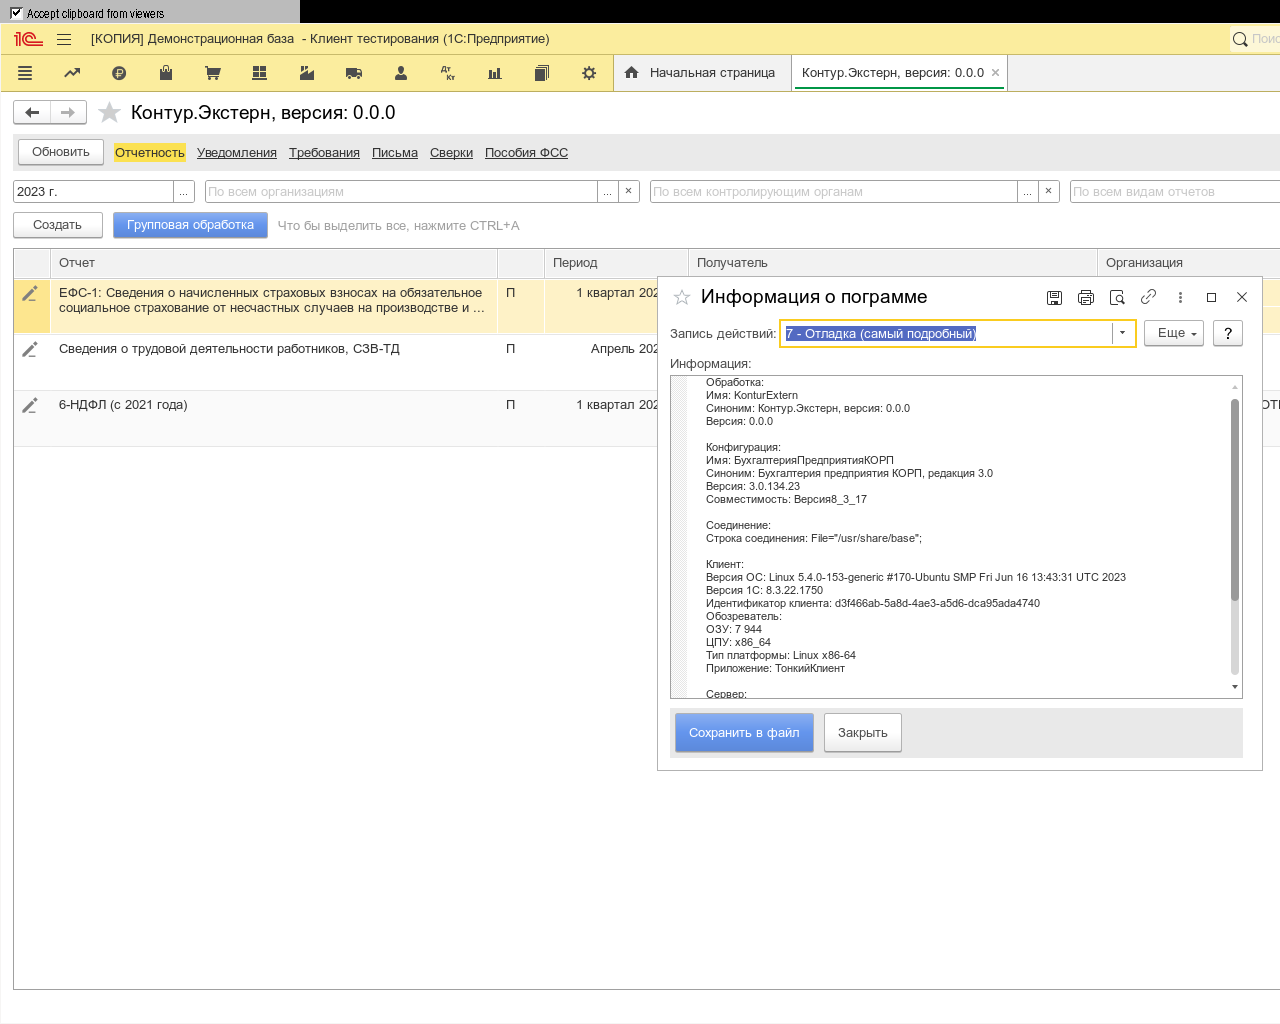 Accept clipboard from viewers
[КОПИЯ] Демонстрационная база - Клиент тестирования (1С:Предприятие)
Дт
Кт
Начальная страница
Контур.Экстерн, версия: 0.0.0 ×
Контур.Экстерн, версия: 0.0.0
Обновить Отчетность Уведомления Требования Письма Сверки Пособия ФСС
2023 г. ... По всем организациям ... × По всем контролирующим органам ... × По всем видам отчетов
Создать Групповая обработка Что бы выделить все, нажмите CTRL+A
Отчет Период Получатель Организация
ЕФС-1: Сведения о начисленных страховых взносах на обязательное
социальное страхование от несчастных случаев на производстве и ...
П 1 квартал 202
Сведения о трудовой деятельности работников, СЗВ-ТД П Апрель 202
6-НДФЛ (с 2021 года) П 1 квартал 202
Информация о пограмме
Запись действий: 7 - Отладка (самый подробный) Еще ?
Информация:
Обработка:
Имя: KonturExtern
Синоним: Контур.Экстерн, версия: 0.0.0
Версия: 0.0.0
Конфигурация:
Имя: БухгалтерияПредприятияКОРП
Синоним: Бухгалтерия предприятия КОРП, редакция 3.0
Версия: 3.0.134.23
Совместимость: Версия8_3_17
Соединение:
Строка соединения: File="/usr/share/base";
Клиент:
Версия ОС: Linux 5.4.0-153-generic #170-Ubuntu SMP Fri Jun 16 13:43:31 UTC 2023
Версия 1С: 8.3.22.1750
Идентификатор клиента: d3f466ab-5a8d-4ae3-a5d6-dca95ada4740
Обозреватель:
ОЗУ: 7 944
ЦПУ: x86_64
Тип платформы: Linux x86-64
Приложение: ТонкийКлиент
Сервер:
Сохранить в файл Закрыть